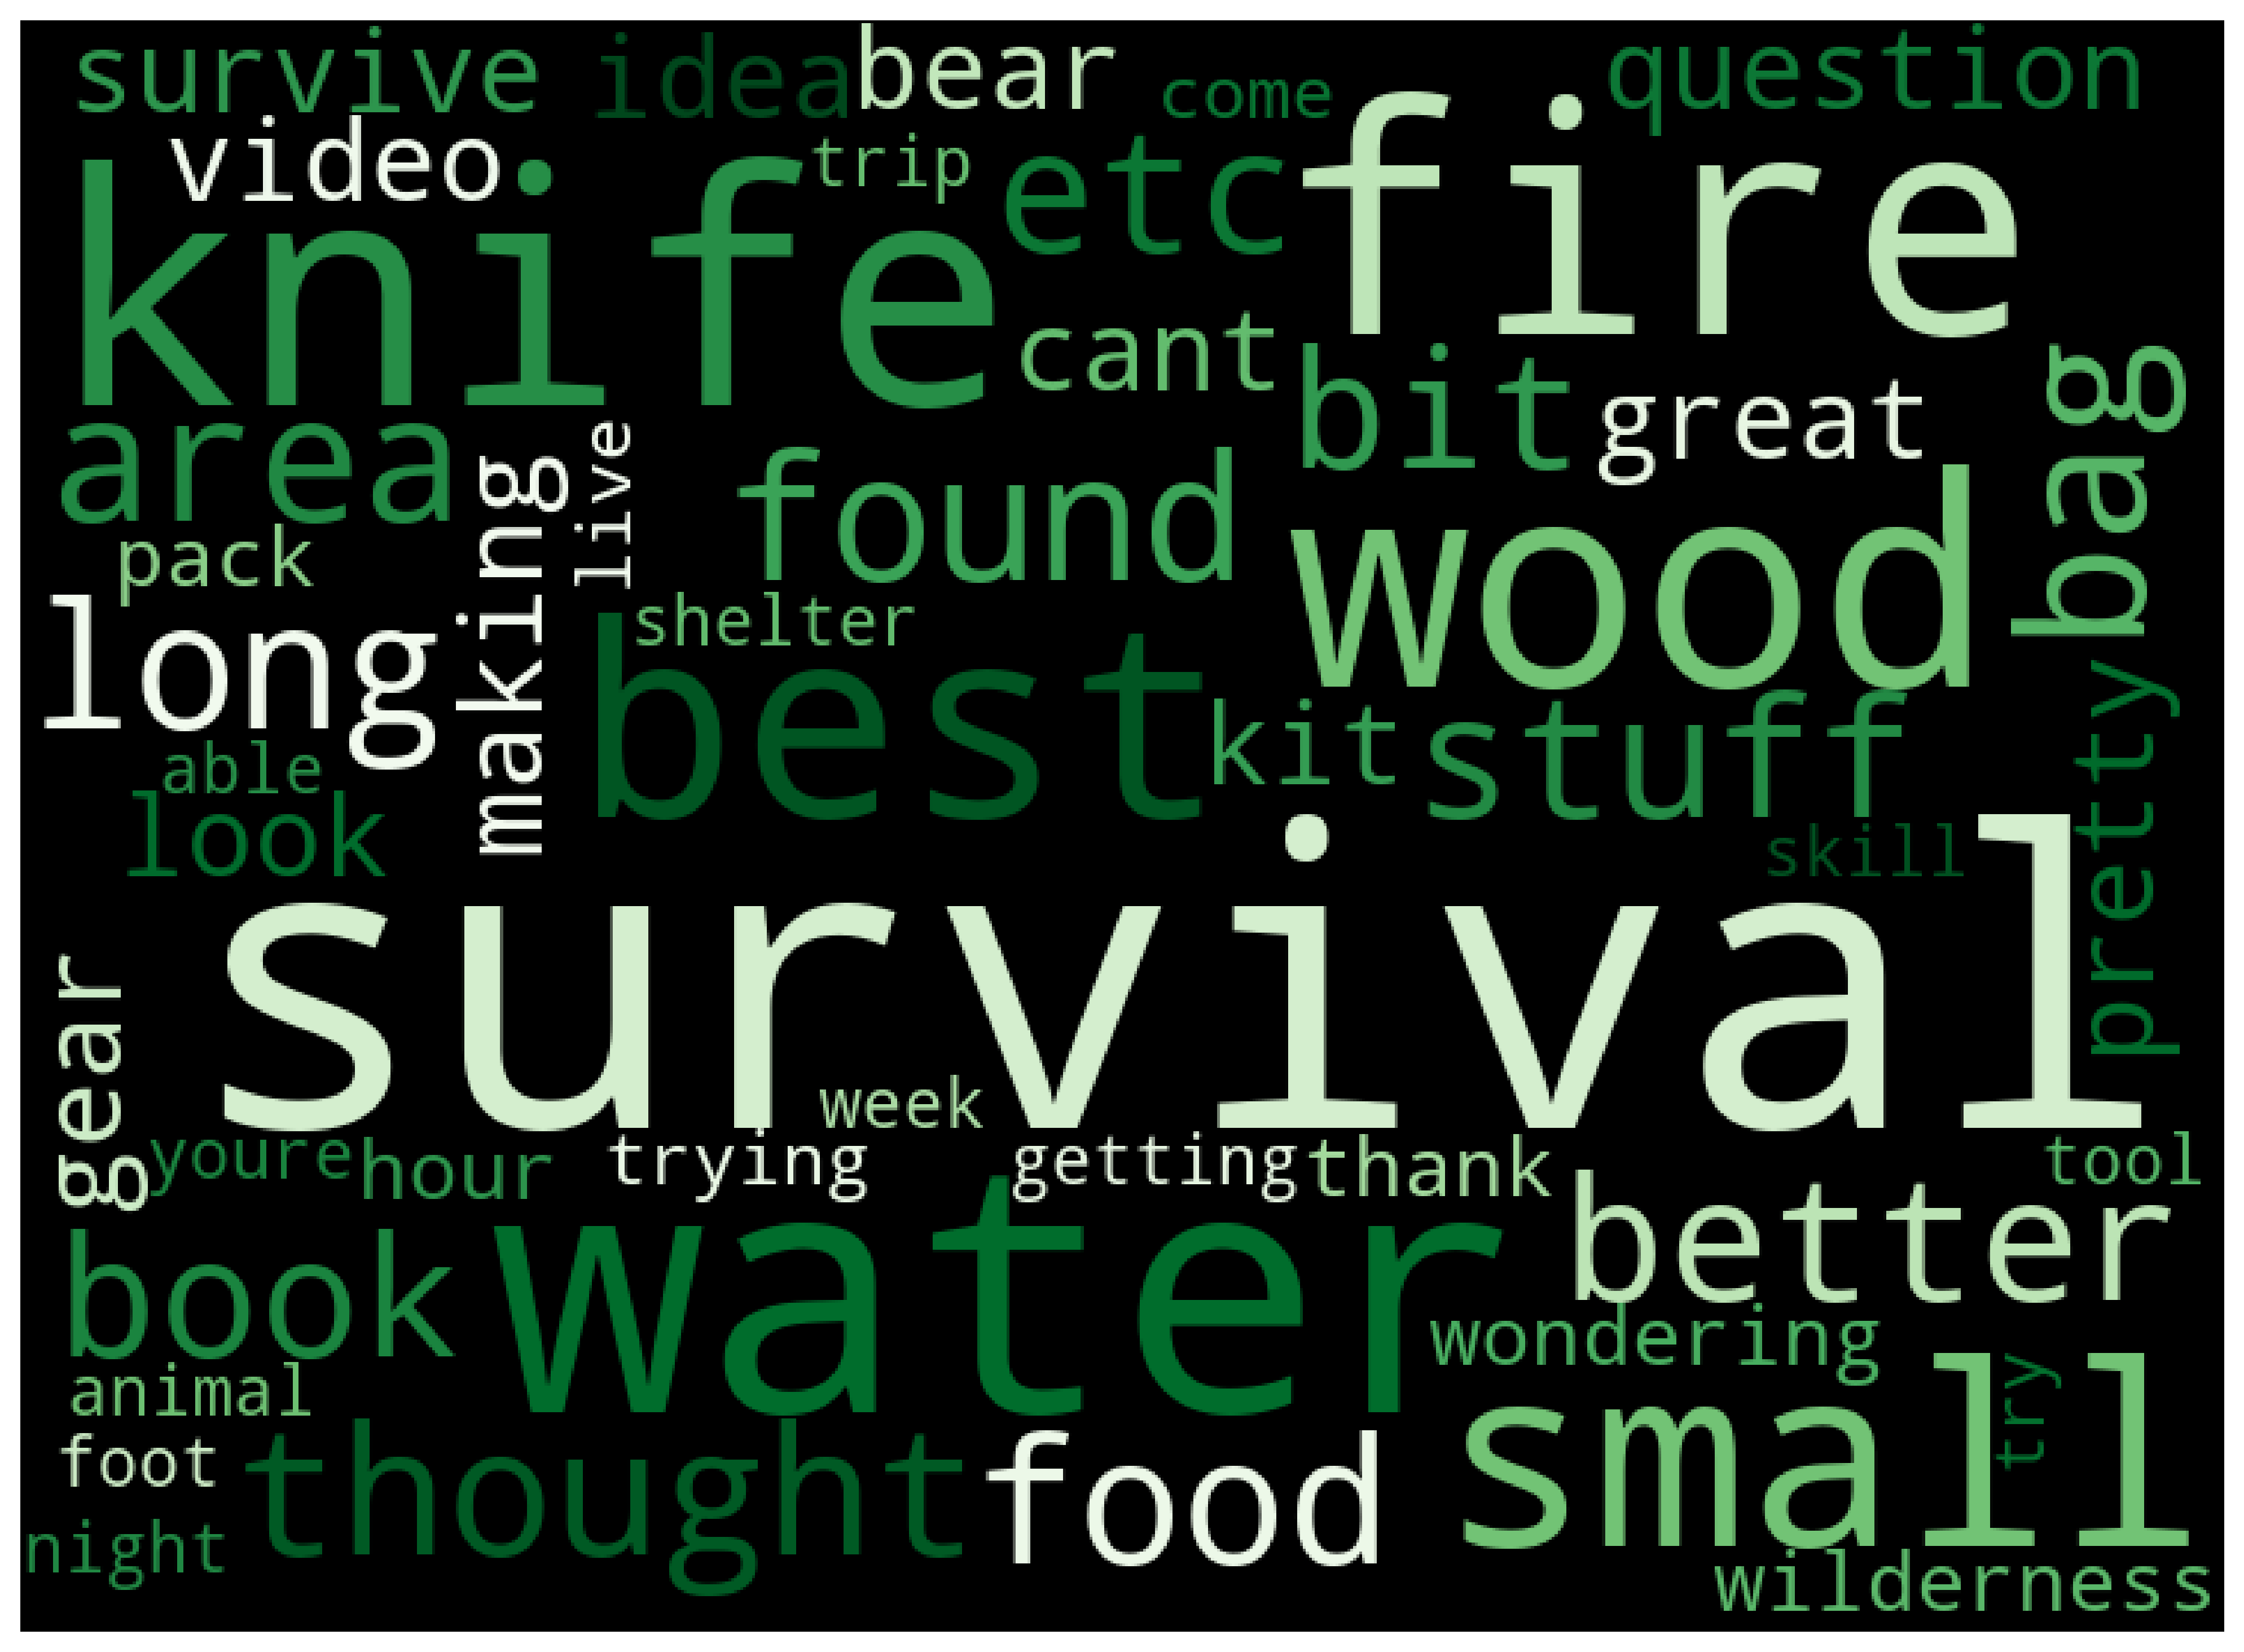 survive idea bear come question
video knife trip etc fire
cant bit great bag
area making live found wood
pack shelter
long best kit stuff pretty
able look skill
survival
gear week
youre hour trying getting thank tool
book water better
wondering
animal small try
foot thought food
night wilderness